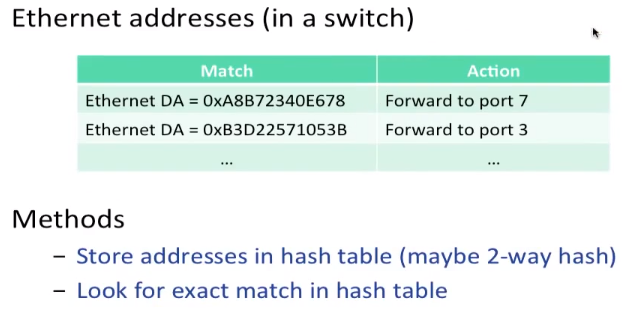 Ethernet addresses (in a switch)
Match Action
Ethernet DA = 0xA8B72340E678 Forward to port 7
Ethernet DA = 0xB3D22571053B Forward to port 3
... ...
Methods
– Store addresses in hash table (maybe 2-way hash)
– Look for exact match in hash table